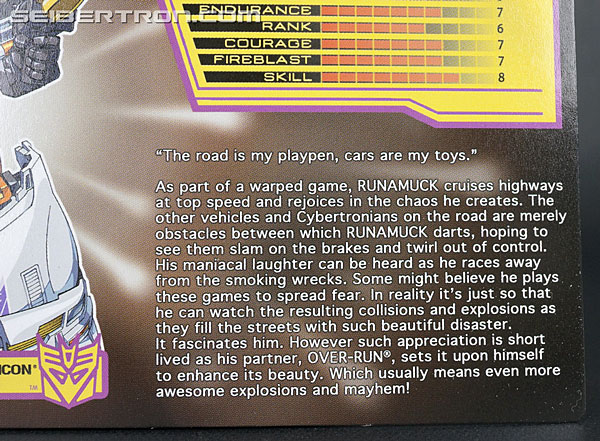 SEIBERTRON.COM
ENDURANCE 7
RANK 6
COURAGE 7
FIREBLAST 7
SKILL 8
“The road is my playpen, cars are my toys.”
As part of a warped game, RUNAMUCK cruises highways
at top speed and rejoices in the chaos he creates. The
other vehicles and Cybertronians on the road are merely
obstacles between which RUNAMUCK darts, hoping to
see them slam on the brakes and twirl out of control.
His maniacal laughter can be heard as he races away
from the smoking wrecks. Some might believe he plays
these games to spread fear. In reality it’s just so that
he can watch the resulting collisions and explosions as
they fill the streets with such beautiful disaster.
It fascinates him. However such appreciation is short
lived as his partner, OVER-RUN®, sets it upon himself
to enhance its beauty. Which usually means even more
awesome explosions and mayhem!
ICON®
TM